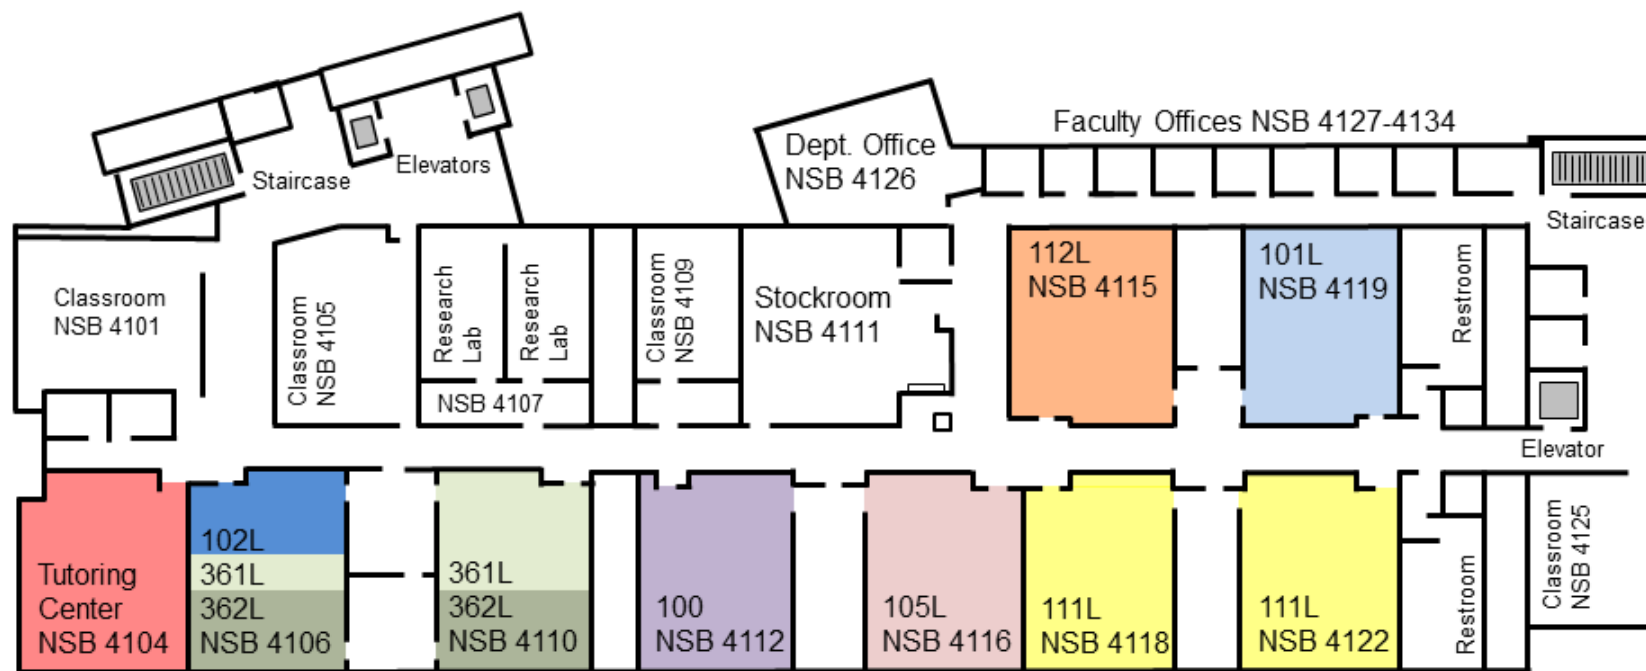 Faculty Offices NSB 4127-4134
Dept. Office
NSB 4126
Elevators
Staircase
Staircase
Classroom
NSB 4101
Classroom
NSB 4105
Research
Lab
Research
Lab
NSB 4107
Classroom
NSB 4109
Stockroom
NSB 4111
112L
NSB 4115
101L
NSB 4119
Restroom
Elevator
Tutoring
Center
NSB 4104
102L
361L
362L
NSB 4106
361L
362L
NSB 4110
100
NSB 4112
105L
NSB 4116
111L
NSB 4118
111L
NSB 4122
Restroom
Classroom
NSB 4125